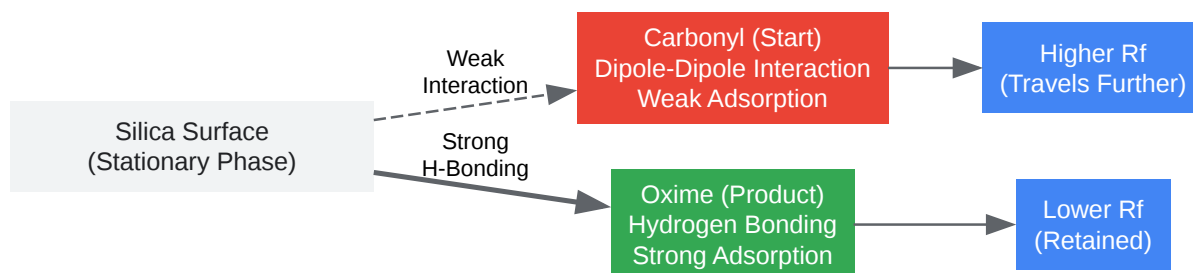 Silica Surface
(Stationary Phase)
Weak
Interaction
Strong
H-Bonding
Carbonyl (Start)
Dipole-Dipole Interaction
Weak Adsorption
Higher Rf
(Travels Further)
Oxime (Product)
Hydrogen Bonding
Strong Adsorption
Lower Rf
(Retained)